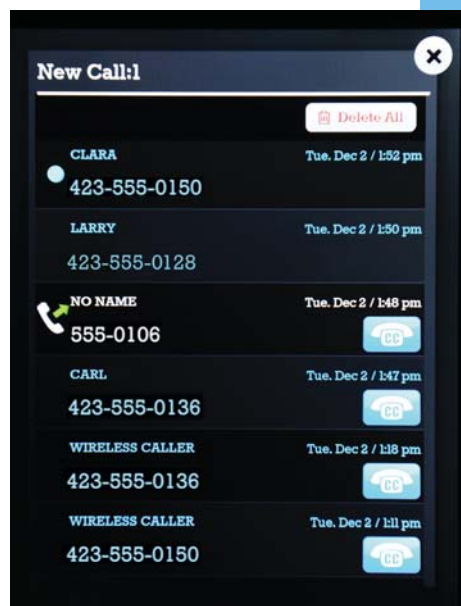 New Call:1
Delete All
CLARA Tue. Dec 2 / 1:52 pm
423-555-0150
LARRY Tue. Dec 2 / 1:50 pm
423-555-0128
NO NAME Tue. Dec 2 / 1:48 pm
555-0106
CC
CARL Tue. Dec 2 / 1:47 pm
423-555-0136
CC
WIRELESS CALLER Tue. Dec 2 / 1:18 pm
423-555-0136
CC
WIRELESS CALLER Tue. Dec 2 / 1:11 pm
423-555-0150
CC